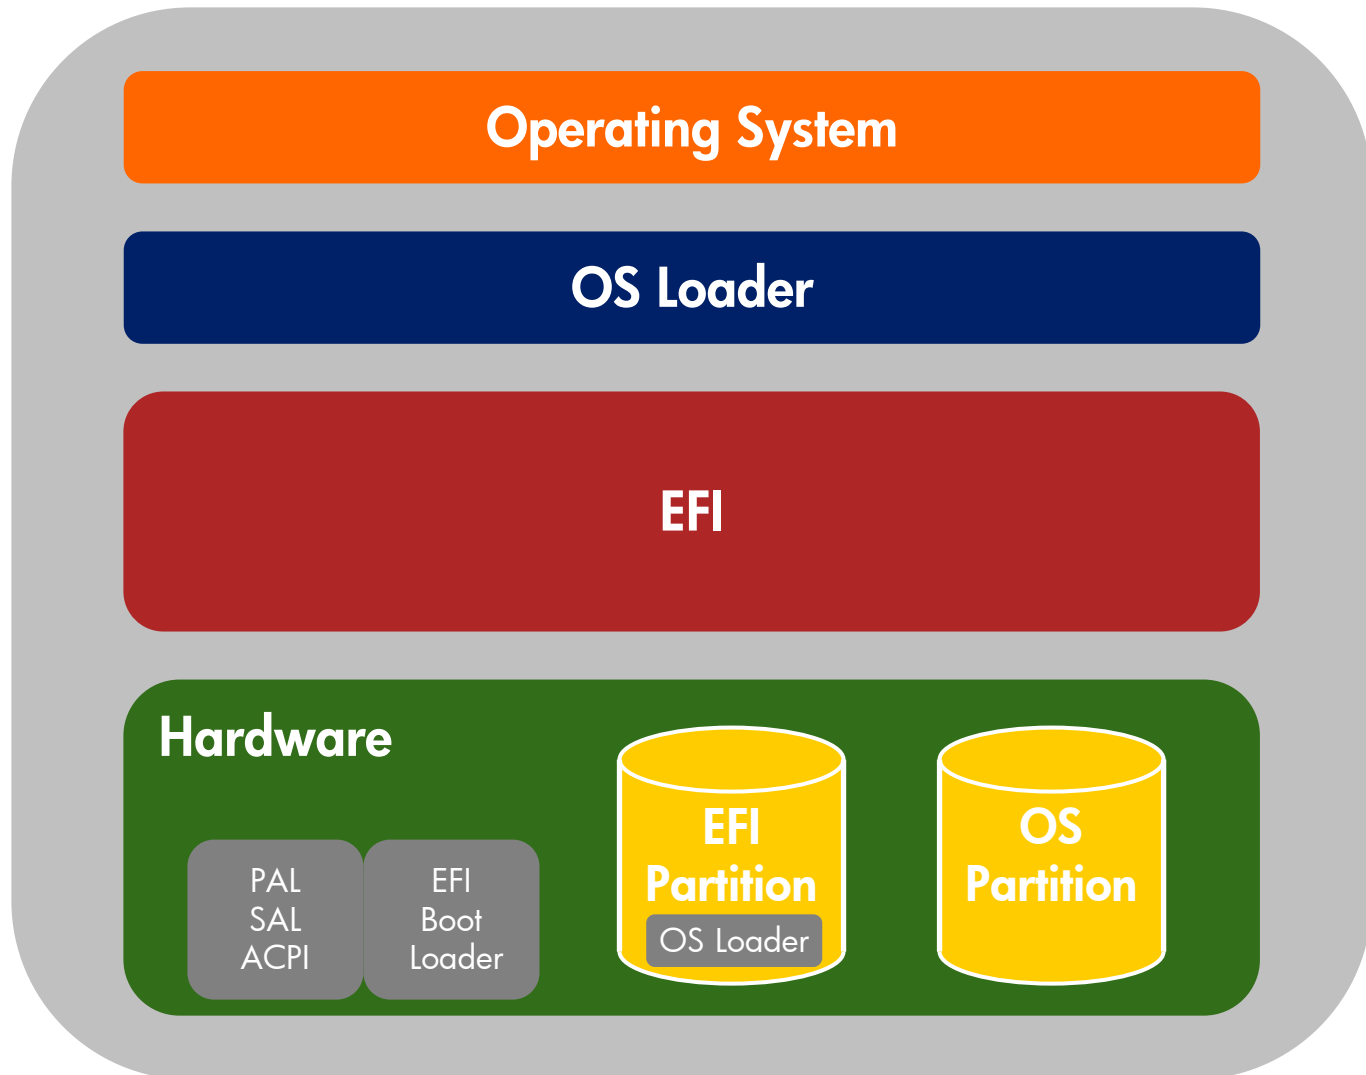 Operating System
OS Loader
EFI
Hardware
PAL
SAL
ACPI
EFI
Boot
Loader
EFI
Partition
OS Loader
OS
Partition